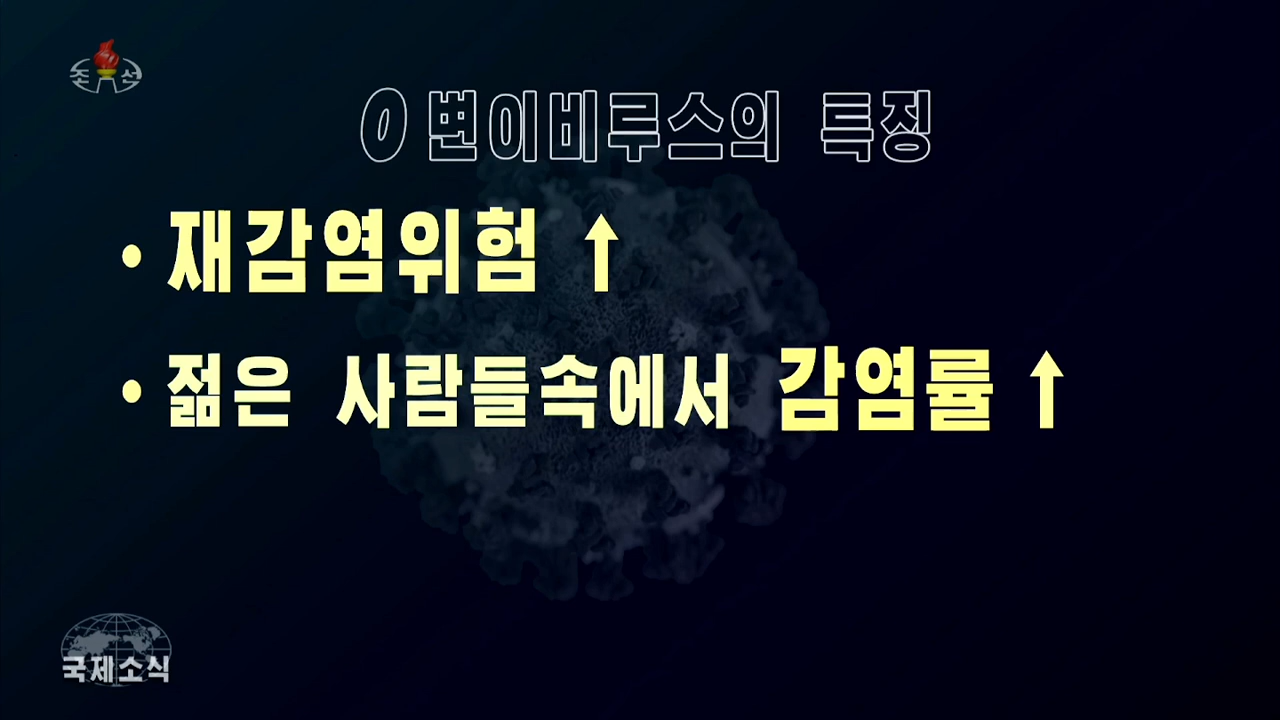 조선
O변이비루스의 특징
• 재감염위험 ↑
• 젊은 사람들속에서 감염률 ↑
국제소식